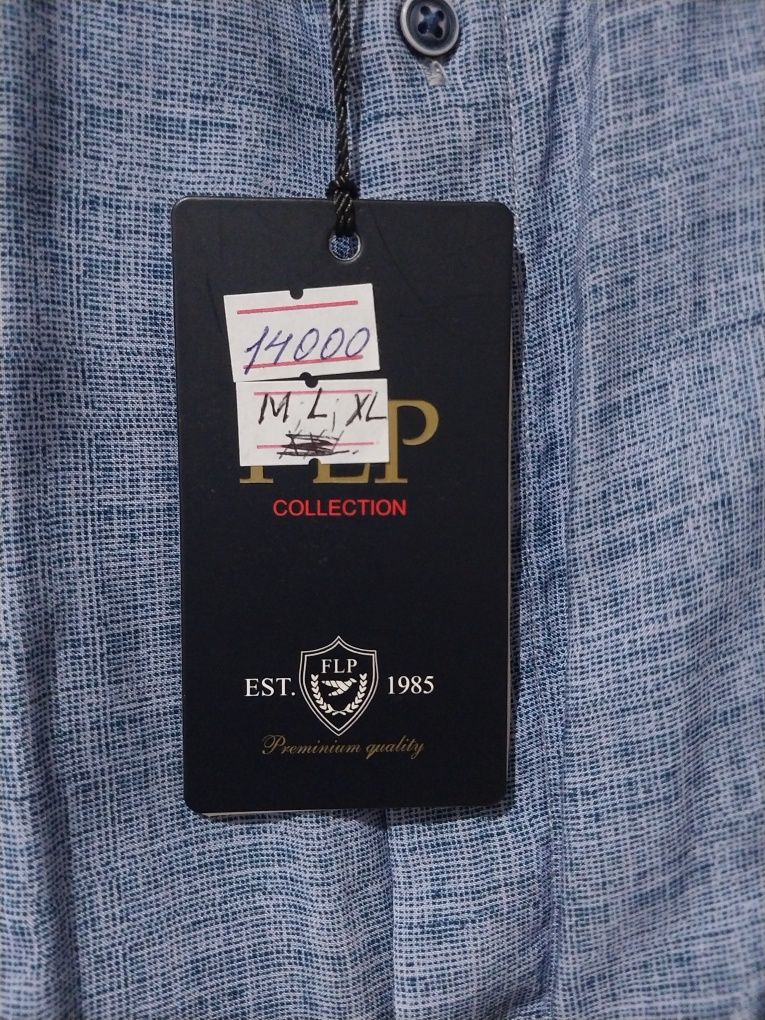 14000
M, L, XL
FLP
COLLECTION
FLP
EST. 1985
Preminium quality